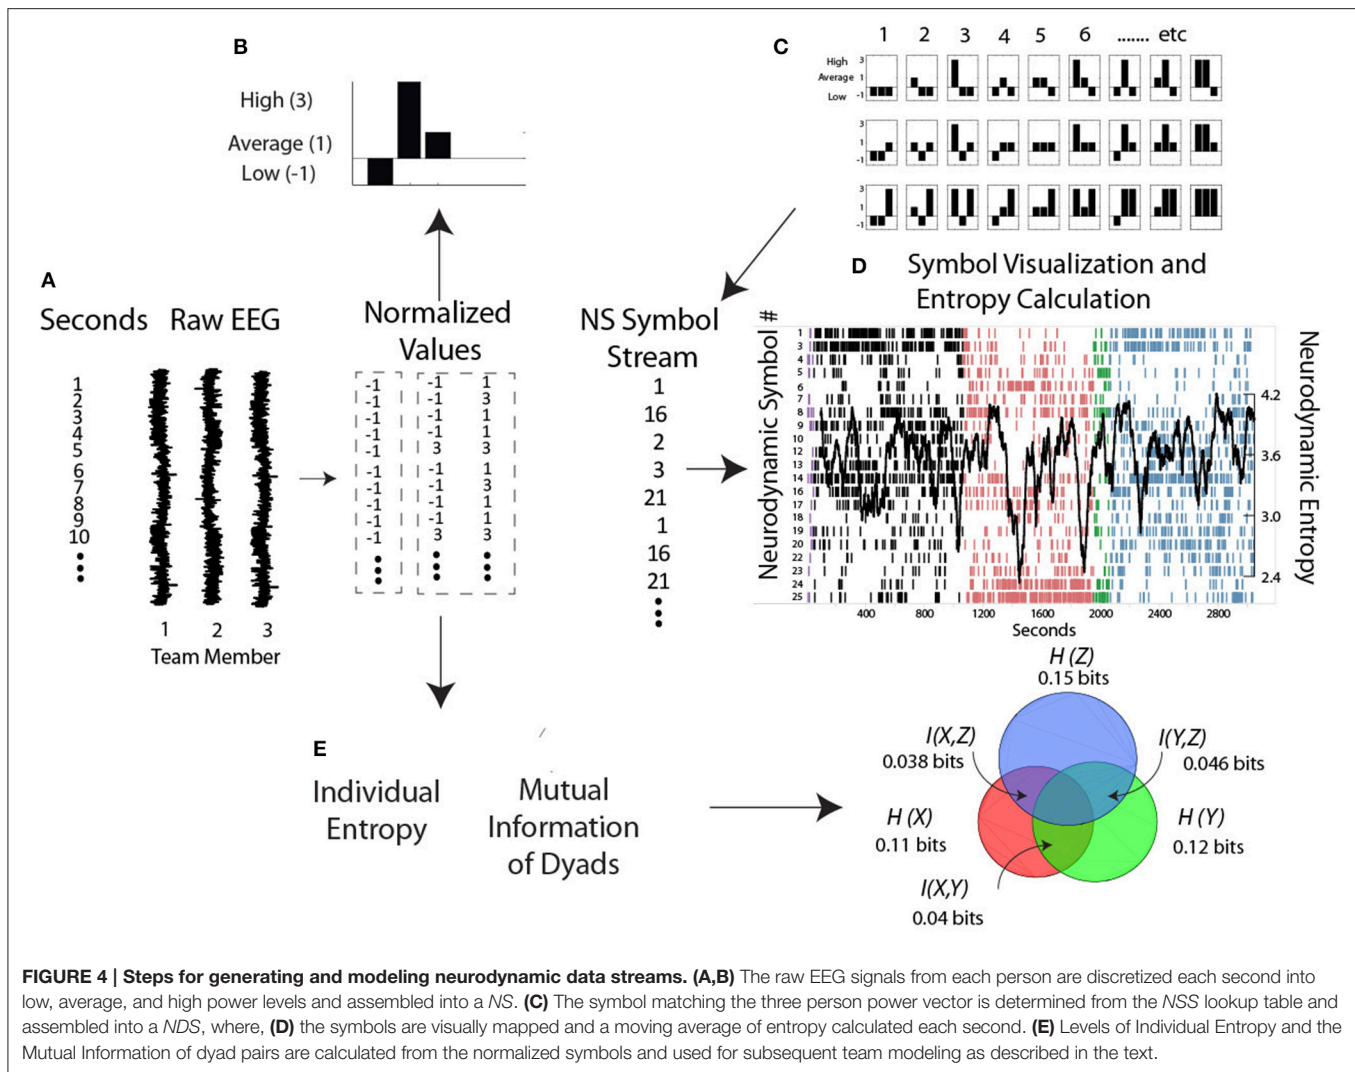 B
High (3)
Average (1)
Low (-1)
C
1 2 3 4 5 6 ....... etc
High 3
Average 1
Low -1
3
1
-1
3
1
-1
A
Seconds Raw EEG
1
2
3
4
5
6
7
8
9
10
1 2 3
Team Member
Normalized
Values
-1 -1 1
-1 -1 3
-1 -1 1
-1 -1 1
-1 3 3
-1 -1 1
-1 -1 3
-1 -1 1
-1 3 3
NS Symbol
Stream
1
16
2
3
21
1
16
21
D
Symbol Visualization and
Entropy Calculation
Neurodynamic Symbol #
1
3
4
5
6
7
8
9
10
12
13
14
16
17
18
19
20
22
23
24
25
4.2
3.6
3.0
2.4
Neurodynamic Entropy
400 800 1200 1600 2000 2400 2800
Seconds
E
Individual
Entropy
Mutual
Information
of Dyads
H (Z)
0.15 bits
I(X,Z)
0.038 bits
I(Y,Z)
0.046 bits
H (X)
0.11 bits
H (Y)
0.12 bits
I(X,Y)
0.04 bits
FIGURE 4 | Steps for generating and modeling neurodynamic data streams. (A,B) The raw EEG signals from each person are discretized each second into
low, average, and high power levels and assembled into a NS. (C) The symbol matching the three person power vector is determined from the NSS lookup table and
assembled into a NDS, where, (D) the symbols are visually mapped and a moving average of entropy calculated each second. (E) Levels of Individual Entropy and the
Mutual Information of dyad pairs are calculated from the normalized symbols and used for subsequent team modeling as described in the text.